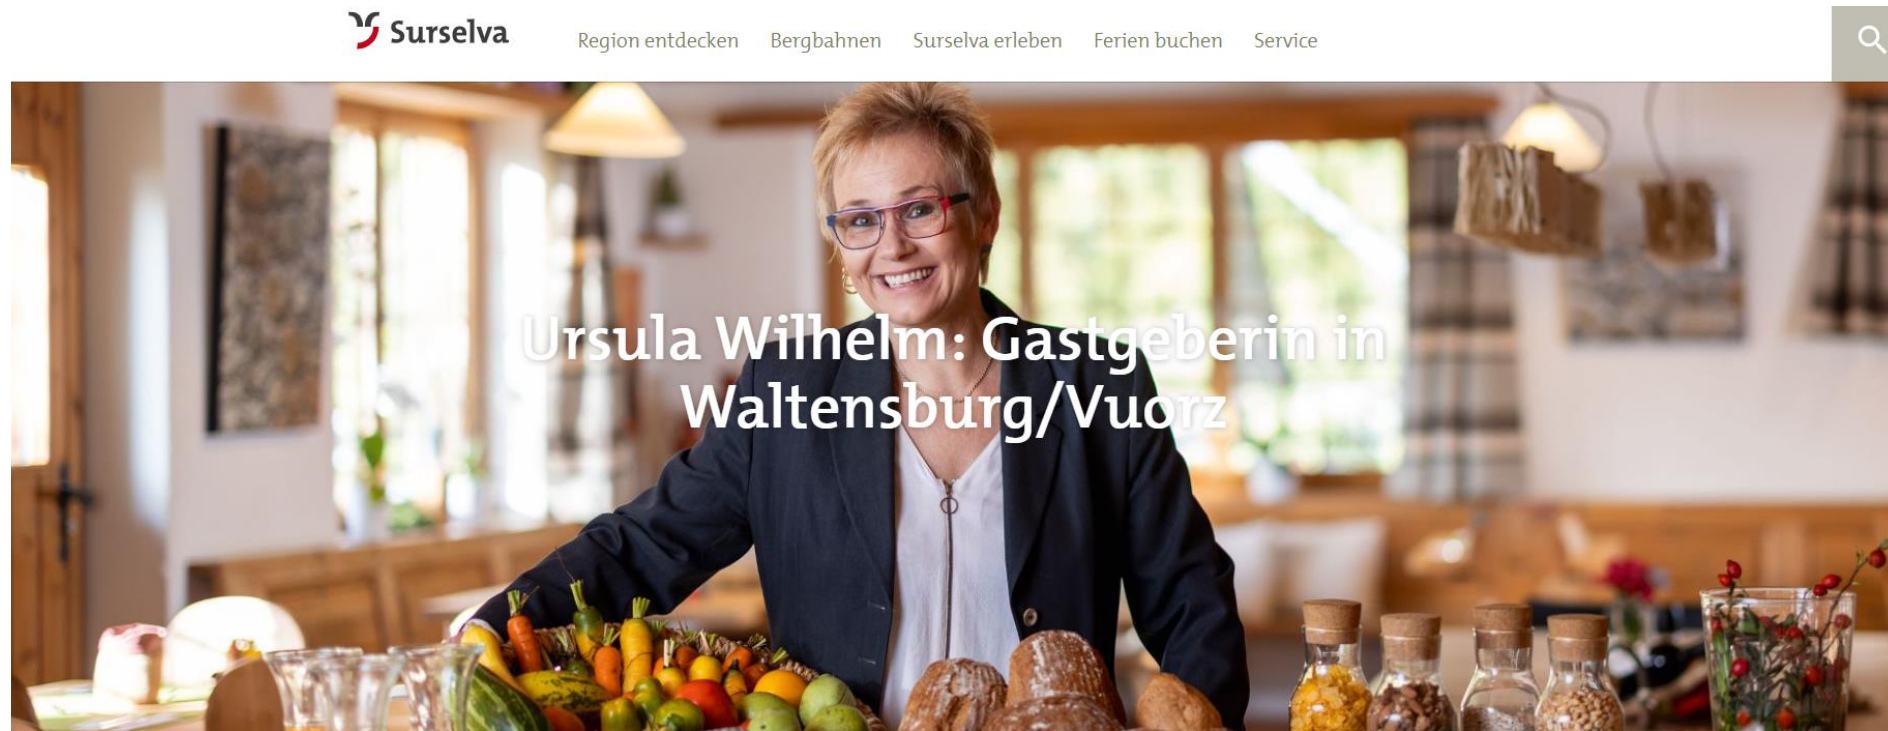 Surselva
Region entdecken
Bergbahnen
Surselva erleben
Ferien buchen
Service
Ursula Wilhelm: Gastgeberin in
Waltensburg/Vuorz